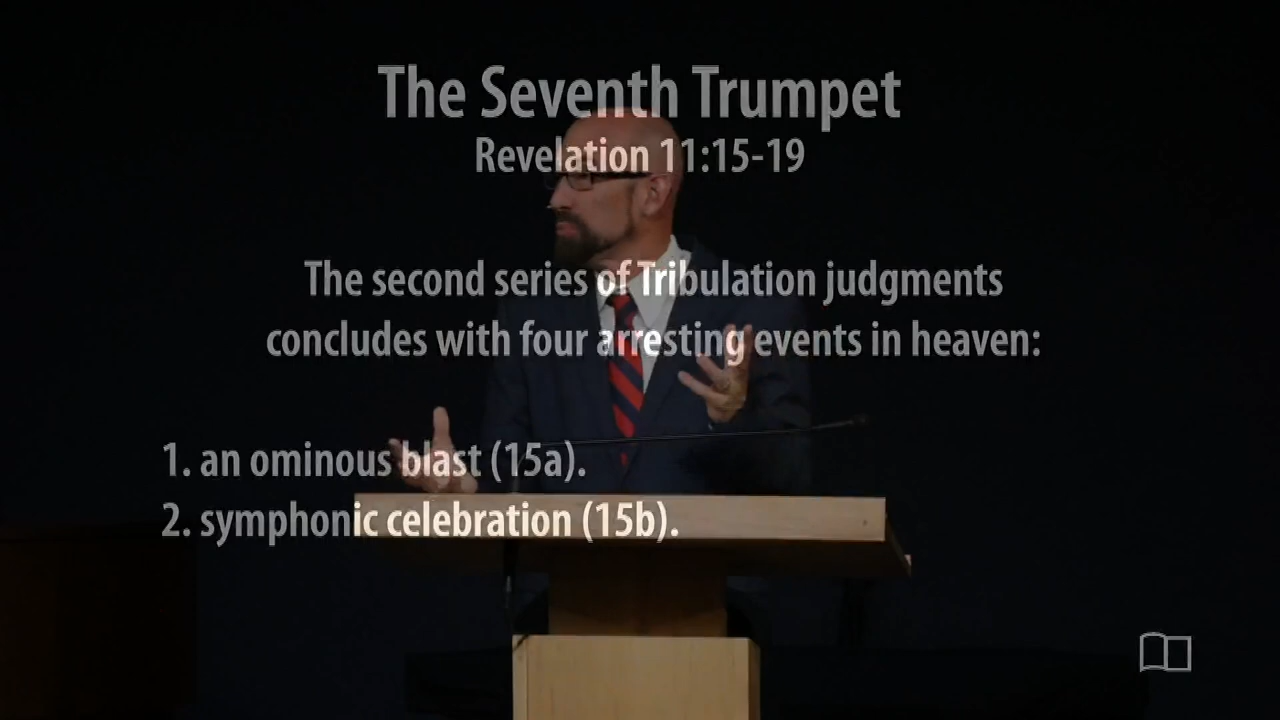 The Seventh Trumpet
Revelation 11:15-19
The second series of Tribulation judgments
concludes with four arresting events in heaven:
1. an ominous blast (15a).
2. symphonic celebration (15b).